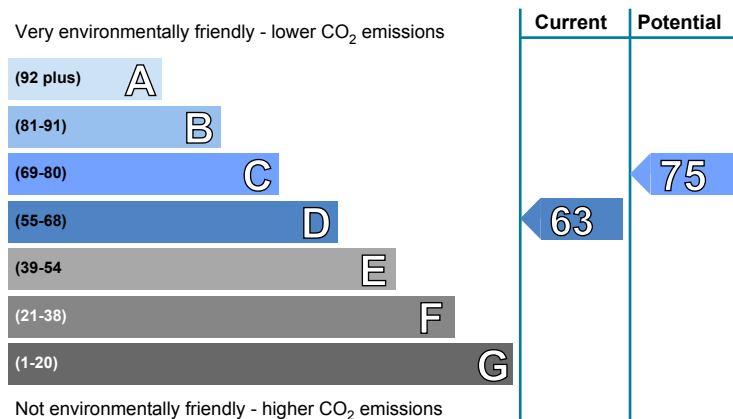 Very environmentally friendly - lower CO₂ emissions
Current
Potential
(92 plus) A
(81-91) B
(69-80) C
75
(55-68) D
63
(39-54 E
(21-38) F
(1-20) G
Not environmentally friendly - higher CO₂ emissions